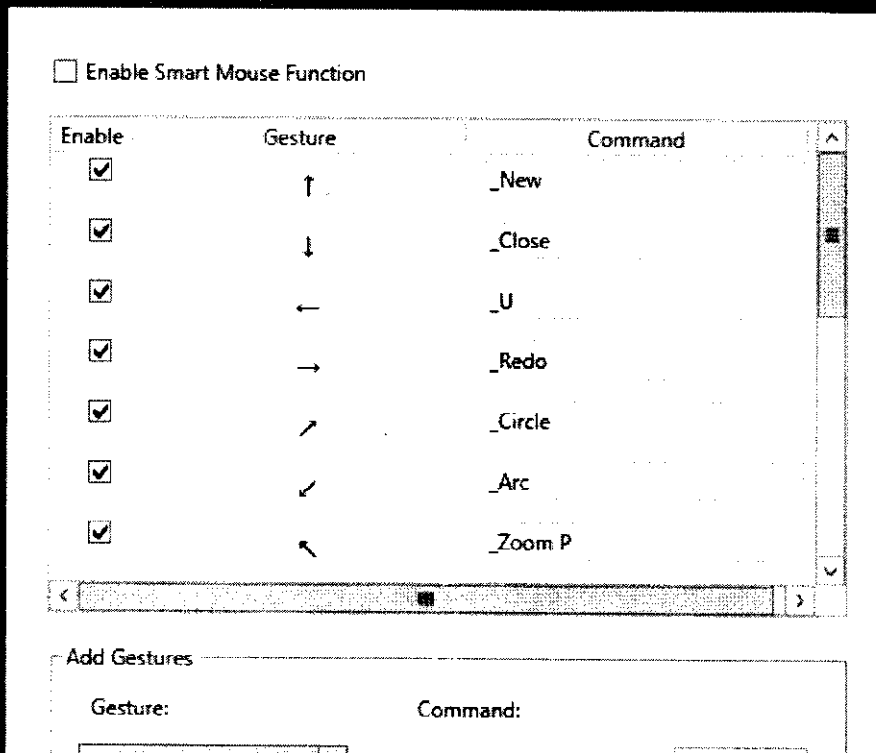 Enable Smart Mouse Function
Enable Gesture Command
↑ _New
↓ _Close
← _U
→ _Redo
↗ _Circle
↙ _Arc
↖ _Zoom P
Add Gestures
Gesture: Command: